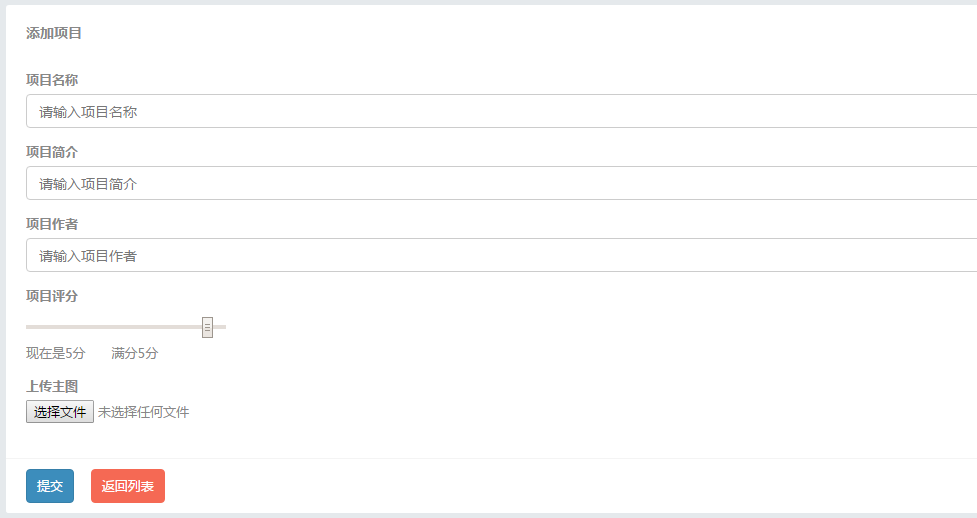 添加项目
项目名称
请输入项目名称
项目简介
请输入项目简介
项目作者
请输入项目作者
项目评分
现在是5分 满分5分
上传主图
选择文件 未选择任何文件
提交 返回列表